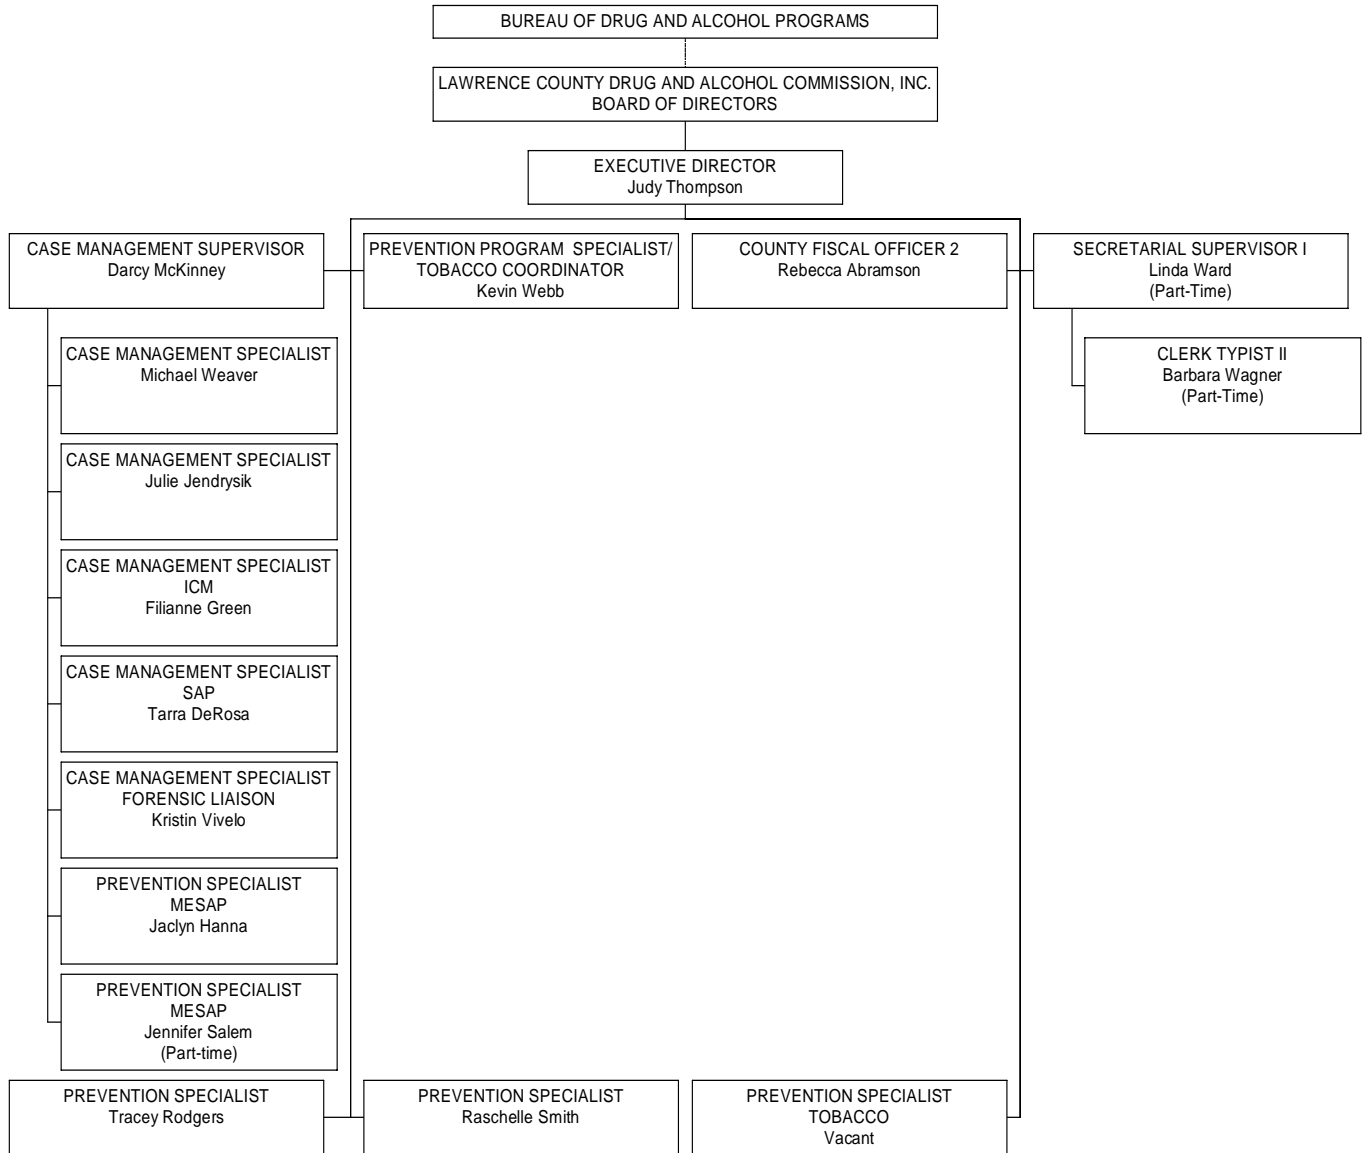 BUREAU OF DRUG AND ALCOHOL PROGRAMS
LAWRENCE COUNTY DRUG AND ALCOHOL COMMISSION, INC.
BOARD OF DIRECTORS
EXECUTIVE DIRECTOR
Judy Thompson
CASE MANAGEMENT SUPERVISOR
Darcy McKinney
PREVENTION PROGRAM SPECIALIST/
TOBACCO COORDINATOR
Kevin Webb
COUNTY FISCAL OFFICER 2
Rebecca Abramson
SECRETARIAL SUPERVISOR I
Linda Ward
(Part-Time)
CASE MANAGEMENT SPECIALIST
Michael Weaver
CLERK TYPIST II
Barbara Wagner
(Part-Time)
CASE MANAGEMENT SPECIALIST
Julie Jendrysik
CASE MANAGEMENT SPECIALIST
ICM
Filianne Green
CASE MANAGEMENT SPECIALIST
SAP
Tarra DeRosa
CASE MANAGEMENT SPECIALIST
FORENSIC LIAISON
Kristin Vivelo
PREVENTION SPECIALIST
MESAP
Jaclyn Hanna
PREVENTION SPECIALIST
MESAP
Jennifer Salem
(Part-time)
PREVENTION SPECIALIST
Tracey Rodgers
PREVENTION SPECIALIST
Raschelle Smith
PREVENTION SPECIALIST
TOBACCO
Vacant